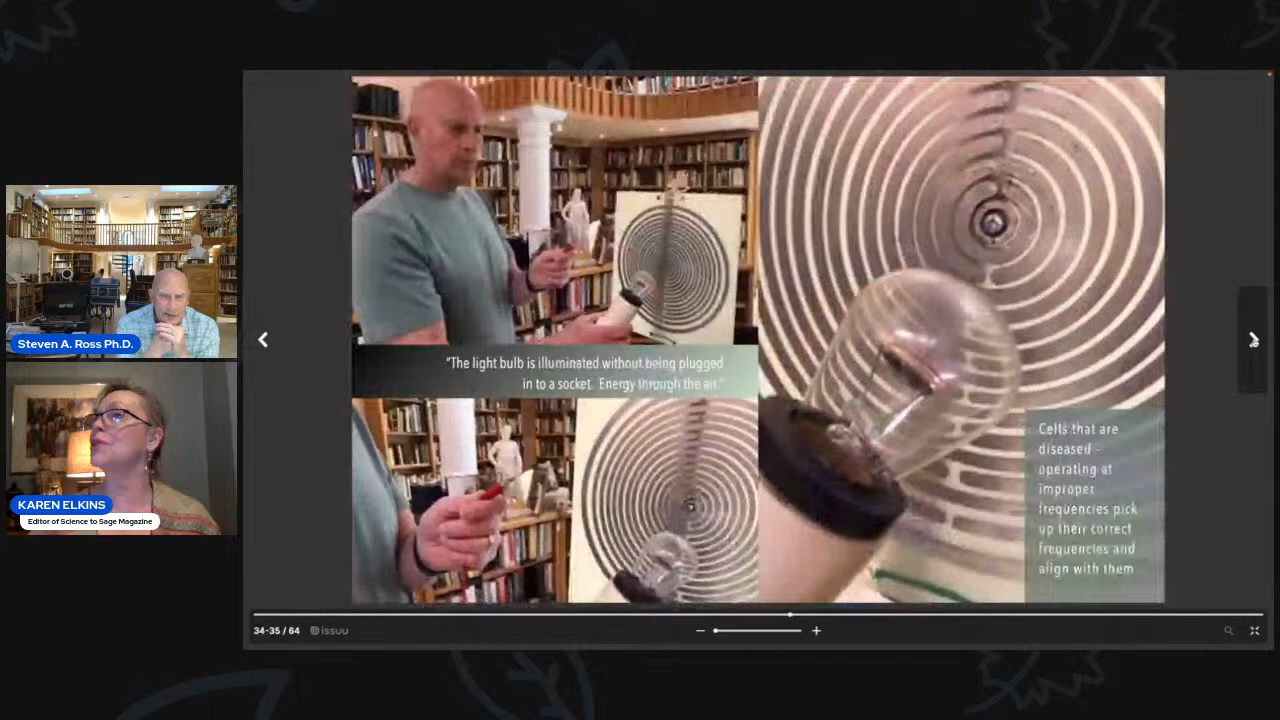 Steven A. Ross Ph.D.
KAREN ELKINS
Editor of Science to Sage Magazine
"The light bulb is illuminated without being plugged
in to a socket. Energy through the air."
Cells that are
diseased -
operating at
improper
frequencies pick
up their correct
frequencies and
align with them
34-35 / 64
issuu